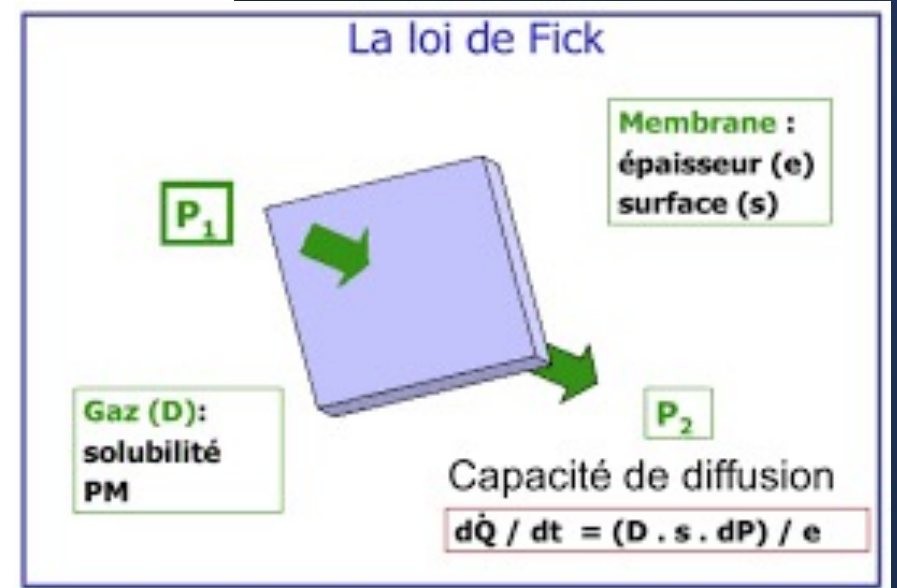 La loi de Fick
Membrane :
épaisseur (e)
surface (s)
P₁
Gaz (D):
solubilité
PM
P₂
Capacité de diffusion
dQ̇ / dt = (D . s . dP) / e